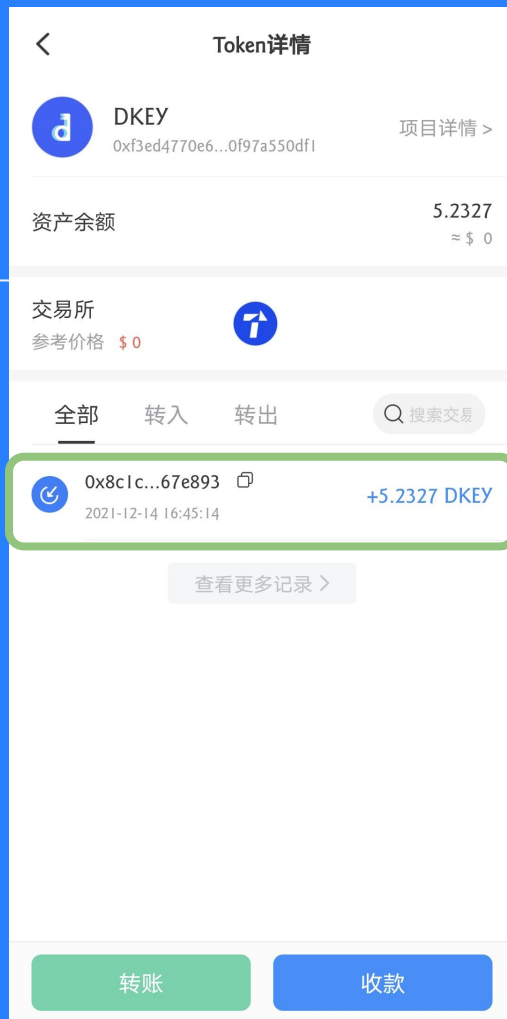 Token详情
DKEY
0xf3ed4770e6...0f97a550df1
项目详情 >
资产余额
5.2327
≈ $ 0
交易所
参考价格 $ 0
全部 转入 转出 搜索交易
0x8c1c...67e893
2021-12-14 16:45:14
+5.2327 DKEY
查看更多记录 >
转账 收款